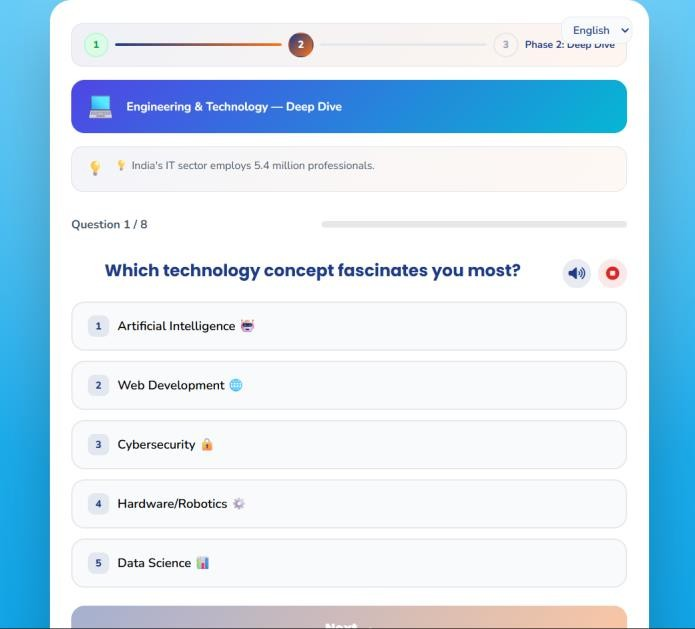 English
1
2
3
Phase 2: Deep Dive
Engineering & Technology — Deep Dive
India's IT sector employs 5.4 million professionals.
Question 1 / 8
Which technology concept fascinates you most?
1 Artificial Intelligence
2 Web Development
3 Cybersecurity
4 Hardware/Robotics
5 Data Science
Next